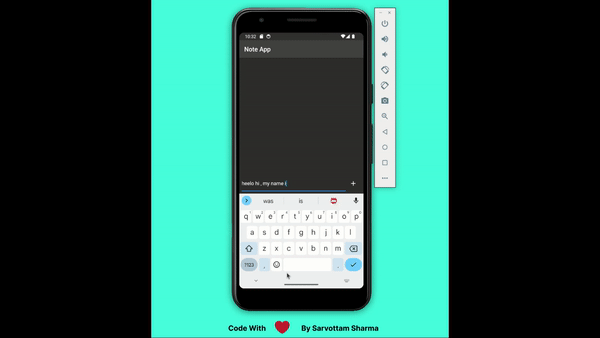 10:32
Note App
heelo hi , my name i
was is
q w e r t y u i o p
a s d f g h j k l
z x c v b n m
?123 , .
Code With By Sarvottam Sharma